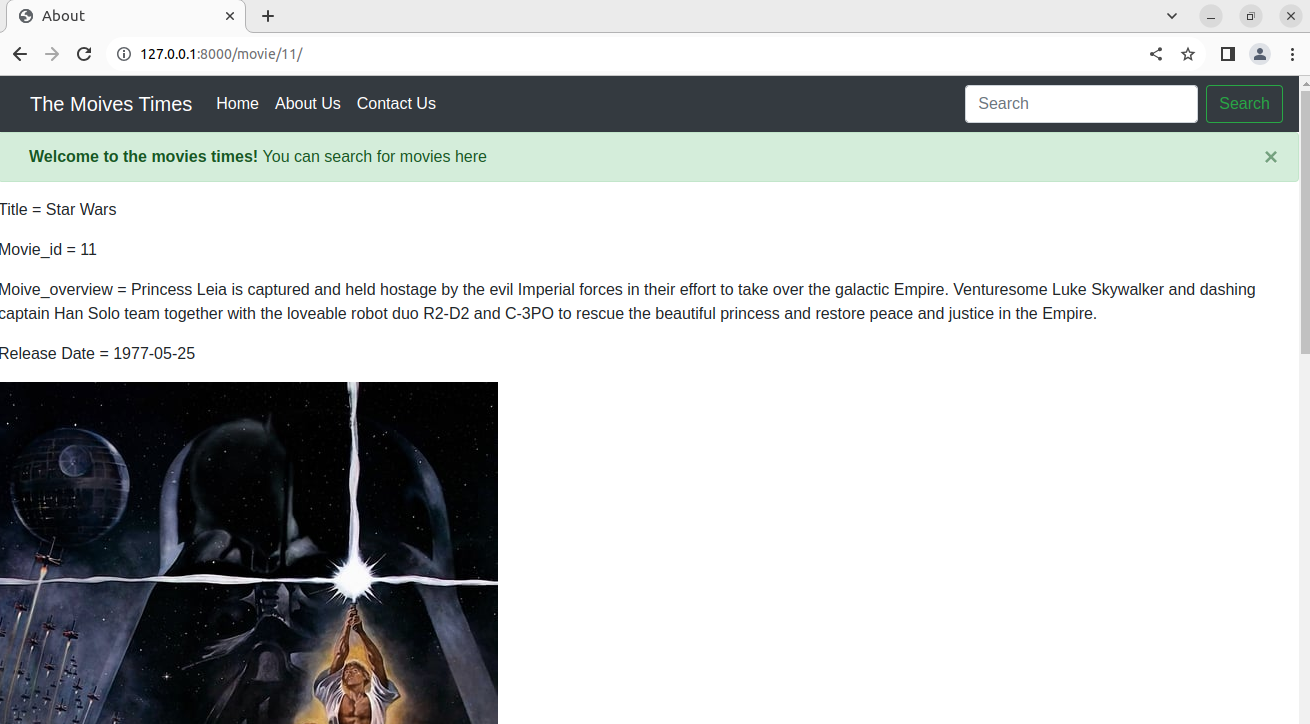 About
127.0.0.1:8000/movie/11/
The Moives Times Home About Us Contact Us Search Search
Welcome to the movies times! You can search for movies here
Title = Star Wars
Movie_id = 11
Moive_overview = Princess Leia is captured and held hostage by the evil Imperial forces in their effort to take over the galactic Empire. Venturesome Luke Skywalker and dashing
captain Han Solo team together with the loveable robot duo R2-D2 and C-3PO to rescue the beautiful princess and restore peace and justice in the Empire.
Release Date = 1977-05-25